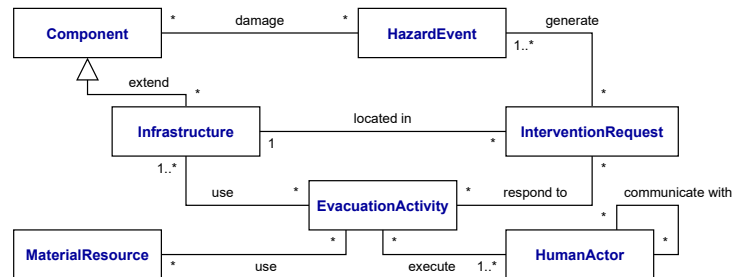 * damage * generate
Component HazardEvent
1..*
extend
* *
located in
Infrastructure InterventionRequest
1 *
1..* *
use * * respond to communicate with
EvacuationActivity *
* * *
MaterialResource HumanActor
* use execute 1..*